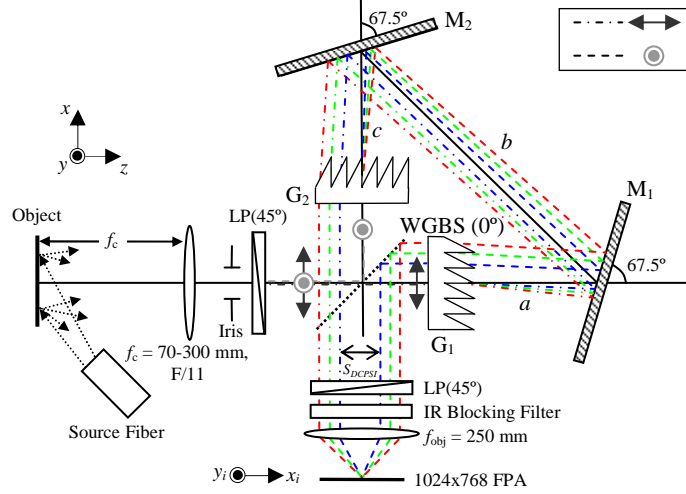 67.5º
M2
x
y
z
c
b
G2
M1
Object
LP(45º)
WGBS (0º)
fc
67.5º
a
Iris
G1
fc = 70-300 mm,
F/11
SDCPSI
LP(45º)
IR Blocking Filter
Source Fiber
fobj = 250 mm
yi
xi
1024x768 FPA